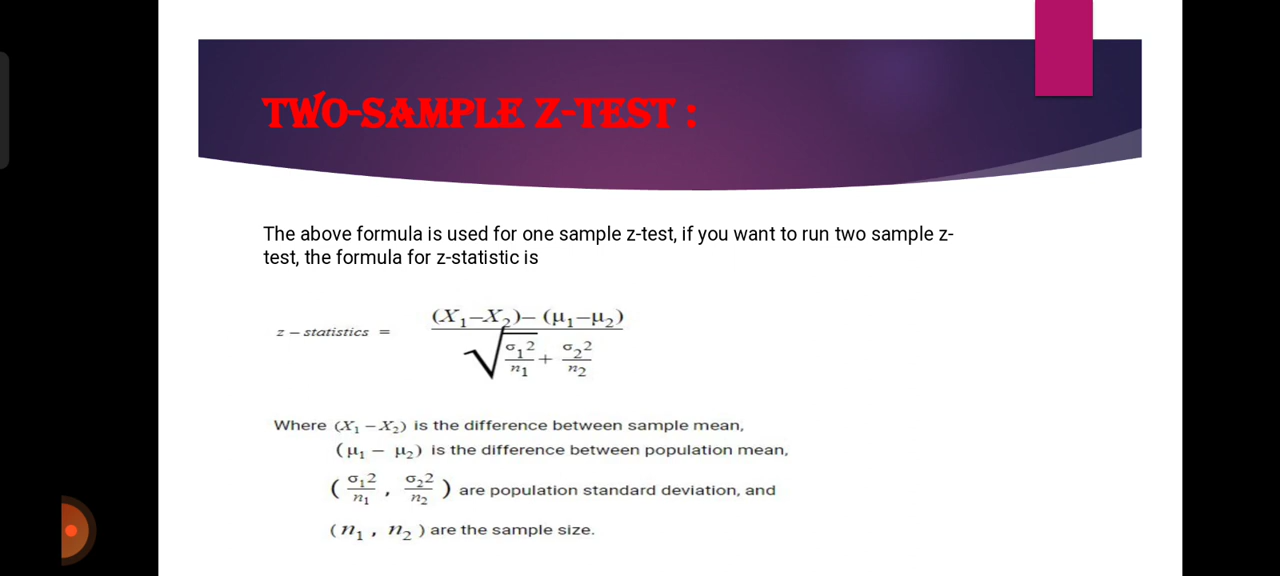 TWO-SAMPLE Z-TEST :
The above formula is used for one sample z-test, if you want to run two sample z-
test, the formula for z-statistic is
z – statistics = (X₁–X₂)– (μ₁–μ₂) / √ σ₁²/n₁ + σ₂²/n₂
Where (X₁ – X₂) is the difference between sample mean,
(μ₁ – μ₂) is the difference between population mean,
( σ₁²/n₁ , σ₂²/n₂ ) are population standard deviation, and
(n₁ , n₂ ) are the sample size.